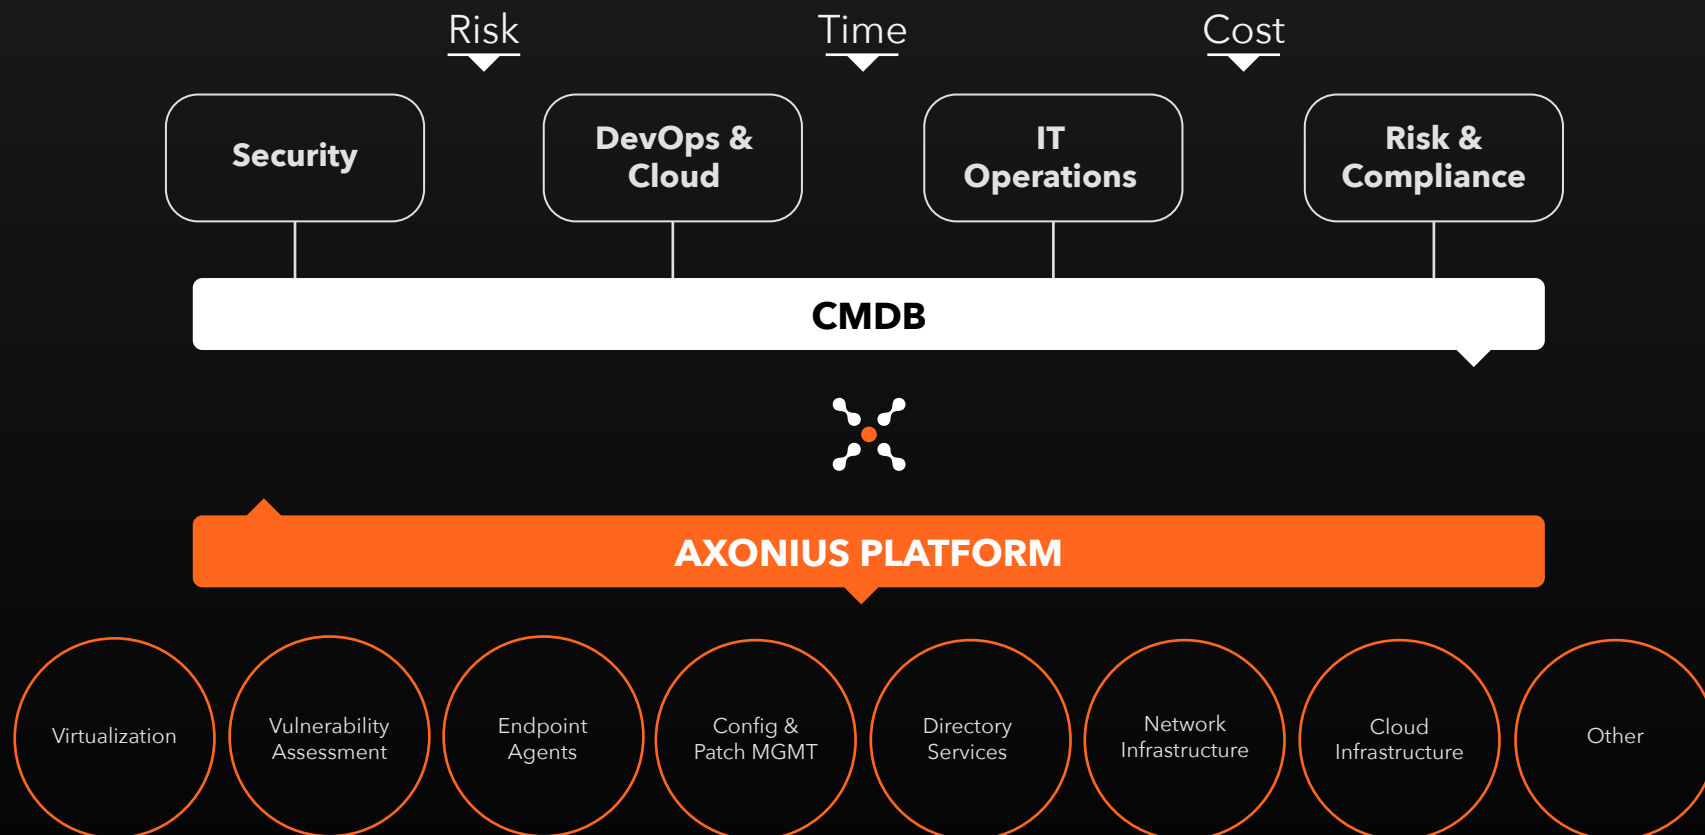 Risk
Time
Cost
Security
DevOps &
Cloud
IT
Operations
Risk &
Compliance
CMDB
AXONIUS PLATFORM
Virtualization
Vulnerability
Assessment
Endpoint
Agents
Config &
Patch MGMT
Directory
Services
Network
Infrastructure
Cloud
Infrastructure
Other